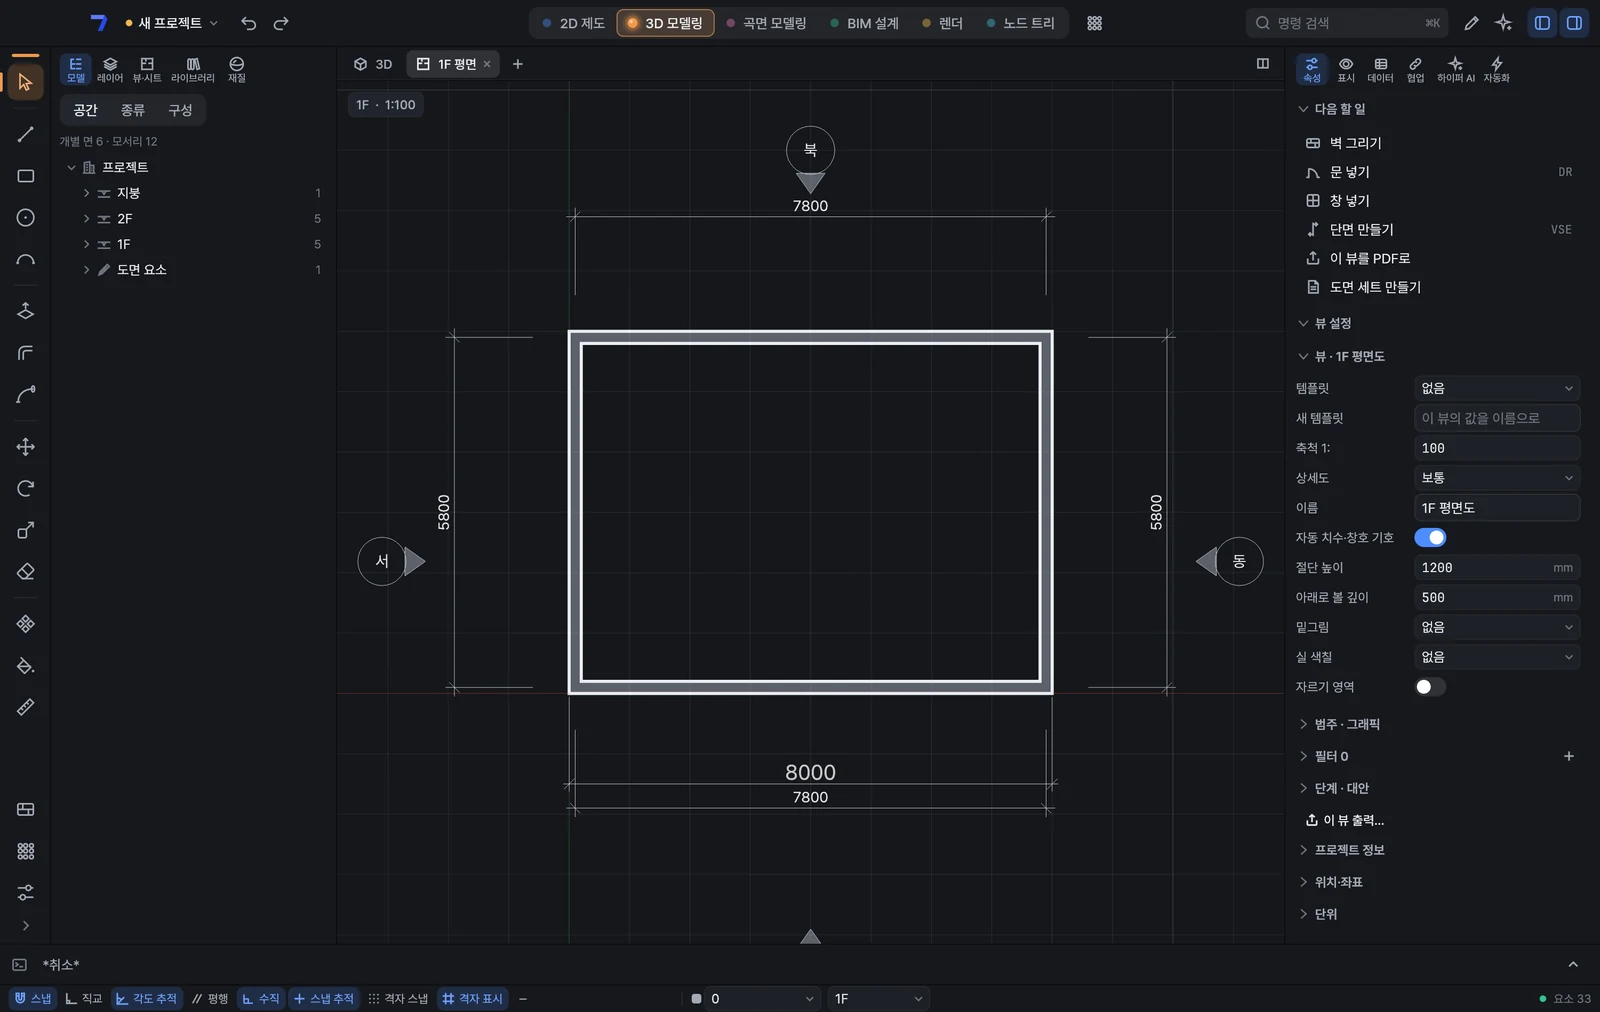 새 프로젝트
2D 제도
3D 모델링
곡면 모델링
BIM 설계
렌더
노드 트리
명령 검색
⌘K
모델
레이어
뷰·시트
라이브러리
재질
공간
종류
구성
개별 면 6 · 모서리 12
프로젝트
지붕 1
2F 5
1F 5
도면 요소 1
3D
1F 평면
1F · 1:100
북
7800
5800
5800
서
동
8000
7800
속성
표시
데이터
협업
하이퍼 AI
자동화
다음 할 일
벽 그리기
문 넣기 DR
창 넣기
단면 만들기 VSE
이 뷰를 PDF로
도면 세트 만들기
뷰 설정
뷰 · 1F 평면도
템플릿 없음
새 템플릿 이 뷰의 값을 이름으로
축척 1: 100
상세도 보통
이름 1F 평면도
자동 치수·창호 기호
절단 높이 1200 mm
아래로 볼 깊이 500 mm
밑그림 없음
실 색칠 없음
자르기 영역
범주 · 그래픽
필터 0
단계 · 대안
이 뷰 출력...
프로젝트 정보
위치·좌표
단위
*취소*
스냅
직교
각도 추적
평행
수직
스냅 추적
격자 스냅
격자 표시
0
1F
요소 33